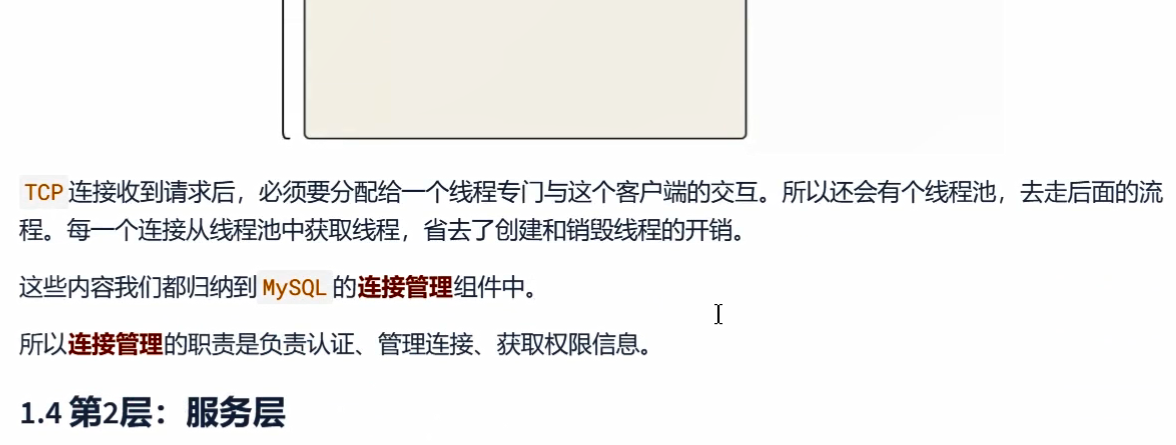 TCP连接收到请求后，必须要分配给一个线程专门与这个客户端的交互。所以还会有个线程池，去走后面的流
程。每一个连接从线程池中获取线程，省去了创建和销毁线程的开销。
这些内容我们都归纳到MySQL的连接管理组件中。
所以连接管理的职责是负责认证、管理连接、获取权限信息。
1.4 第2层：服务层